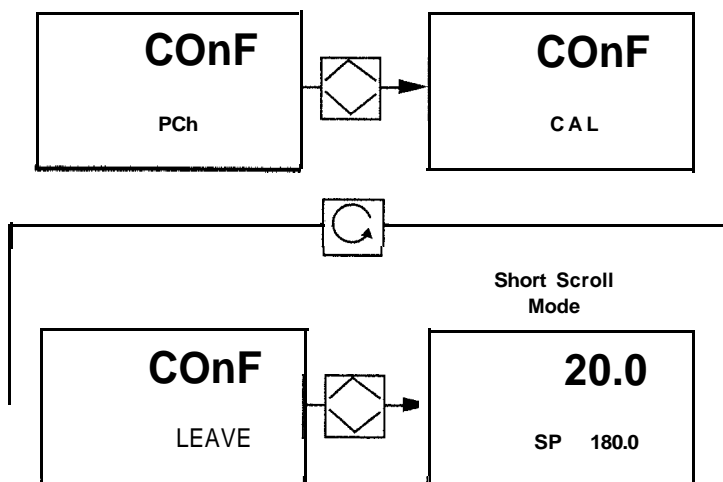 COnF
PCh
COnF
CAL
Short Scroll
Mode
COnF
LEAVE
20.0
SP 180.0